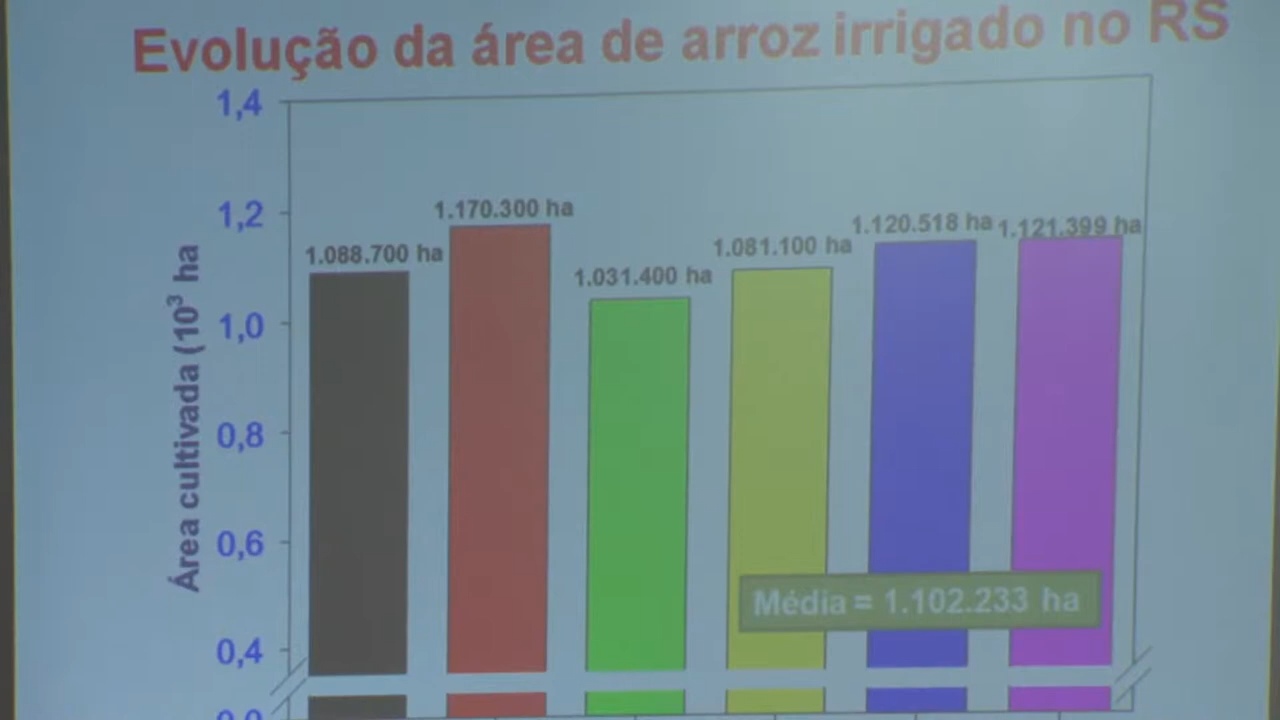 Evolução da área de arroz irrigado no RS
1,4
1,2
1,0
0,8
0,6
0,4
0,0
Área cultivada (10³ ha
1.088.700 ha
1.170.300 ha
1.031.400 ha
1.081.100 ha
1.120.518 ha
1.121.399 ha
Média = 1.102.233 ha